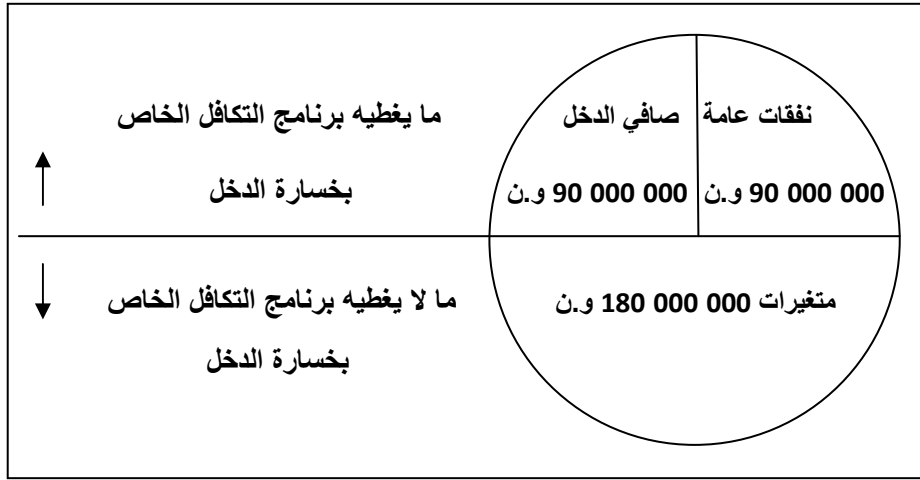 نفقات عامة
90 000 000 و.ن
صافي الدخل
90 000 000 و.ن
ما يغطيه برنامج التكافل الخاص
بخسارة الدخل
متغيرات 180 000 000 و.ن
ما لا يغطيه برنامج التكافل الخاص
بخسارة الدخل